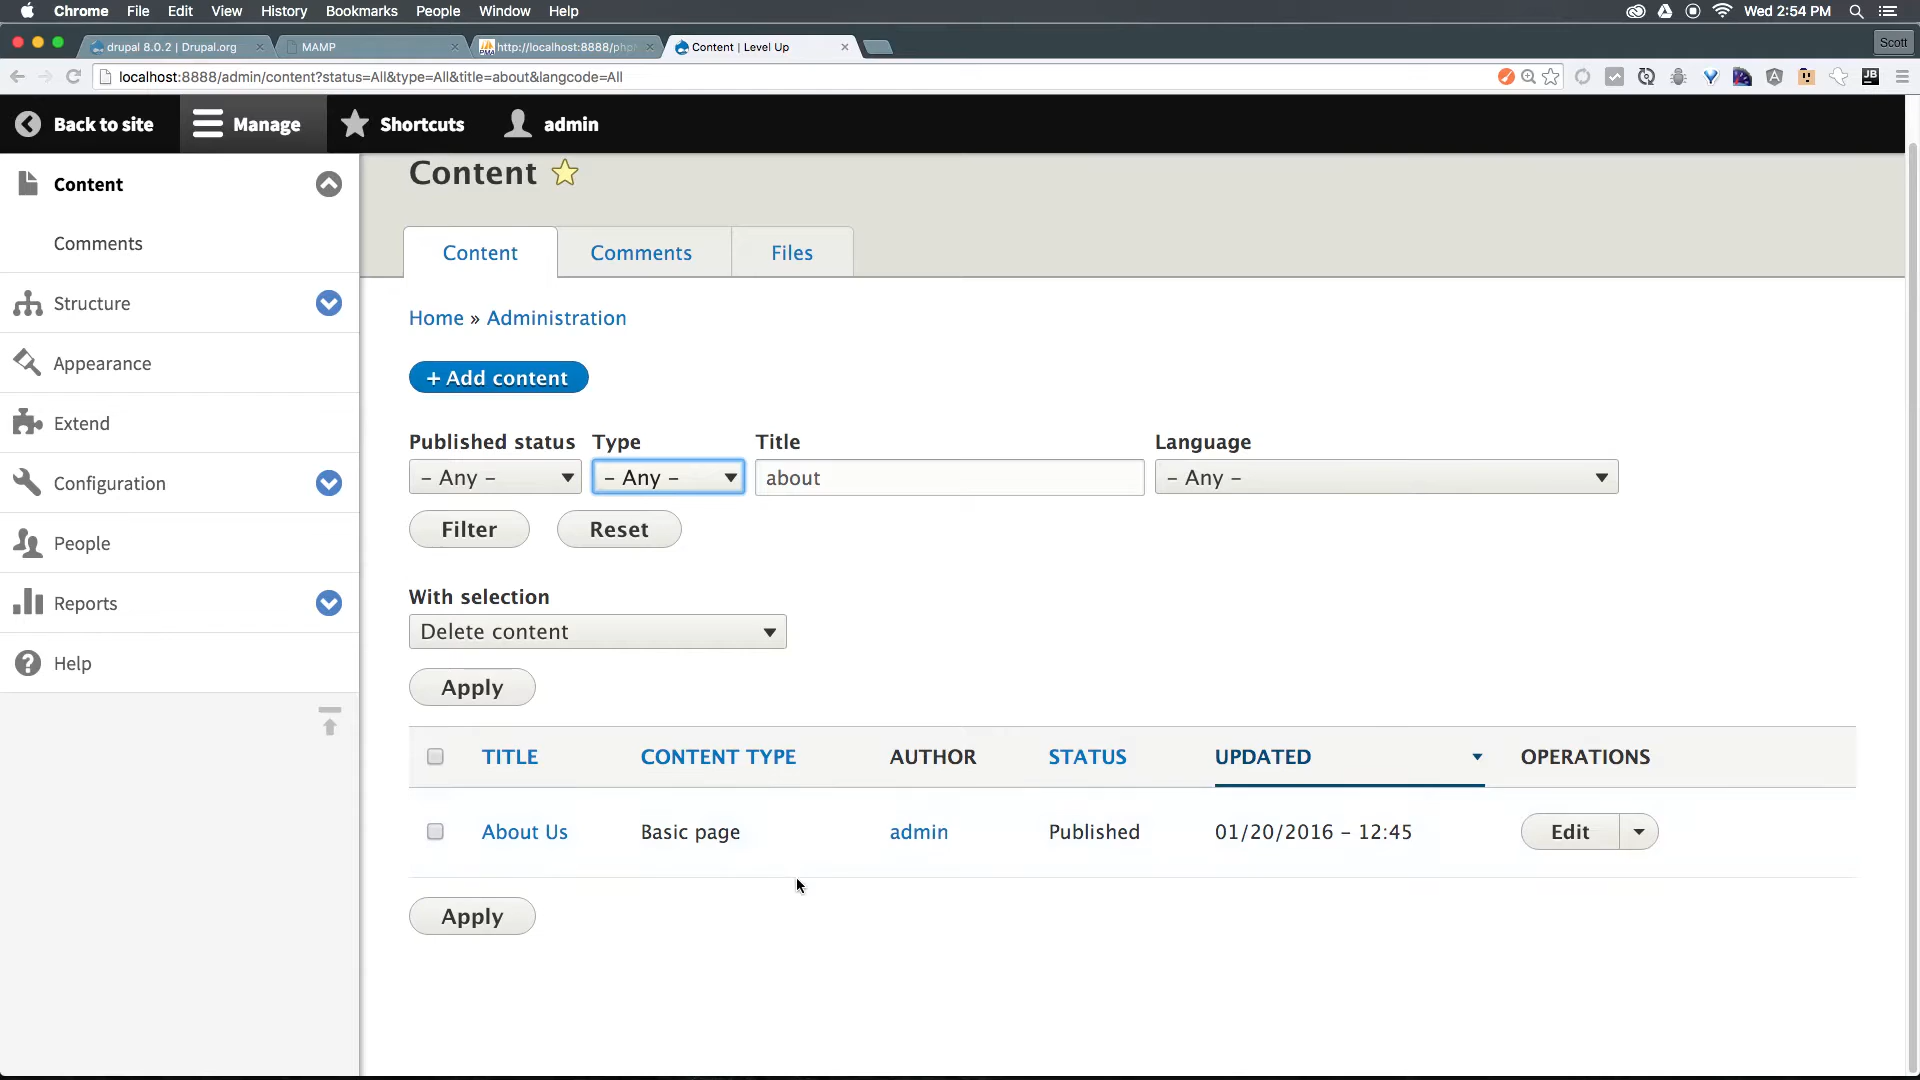 Chrome File Edit View History Bookmarks People Window Help Wed 2:54 PM
drupal 8.0.2 | Drupal.org MAMP http://localhost:8888/php Content | Level Up Scott
localhost:8888/admin/content?status=All&type=All&title=about&langcode=All JB
Back to site Manage Shortcuts admin
Content
Comments
Structure
Appearance
Extend
Configuration
People
Reports
Help
Content
Content Comments Files
Home » Administration
+ Add content
Published status Type Title Language
- Any - - Any - about - Any -
Filter Reset
With selection
Delete content
Apply
TITLE CONTENT TYPE AUTHOR STATUS UPDATED OPERATIONS
About Us Basic page admin Published 01/20/2016 - 12:45 Edit
Apply